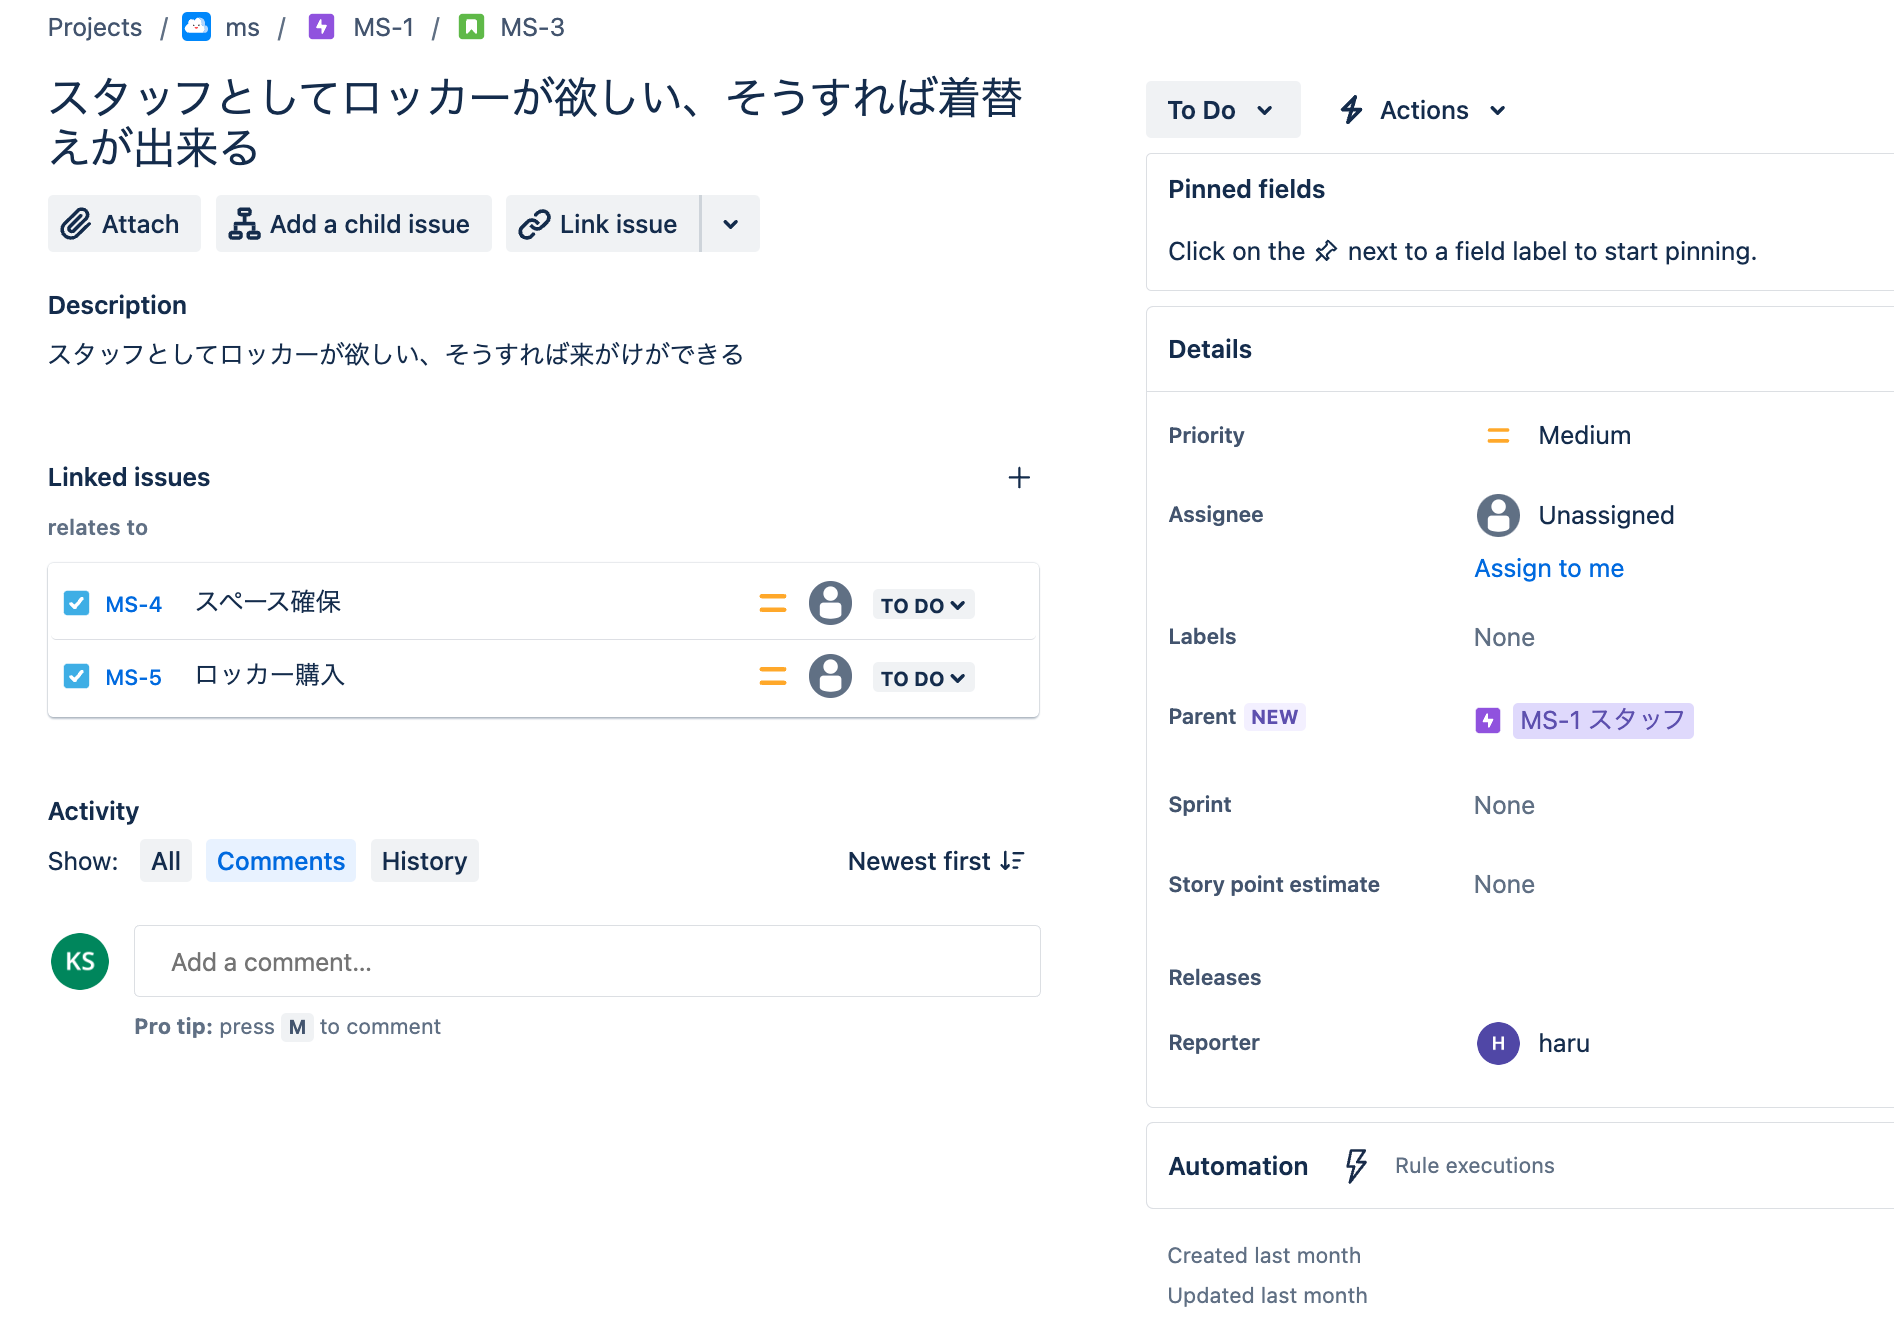 Projects / ms / MS-1 / MS-3
スタッフとしてロッカーが欲しい、そうすれば着替
えが出来る
Attach Add a child issue Link issue
Description
スタッフとしてロッカーが欲しい、そうすれば来がけができる
Linked issues
relates to
MS-4 スペース確保 TO DO
MS-5 ロッカー購入 TO DO
Activity
Show: All Comments History Newest first
KS Add a comment...
Pro tip: press M to comment
To Do Actions
Pinned fields
Click on the next to a field label to start pinning.
Details
Priority Medium
Assignee Unassigned
Assign to me
Labels None
Parent NEW MS-1 スタッフ
Sprint None
Story point estimate None
Releases
Reporter H haru
Automation Rule executions
Created last month
Updated last month